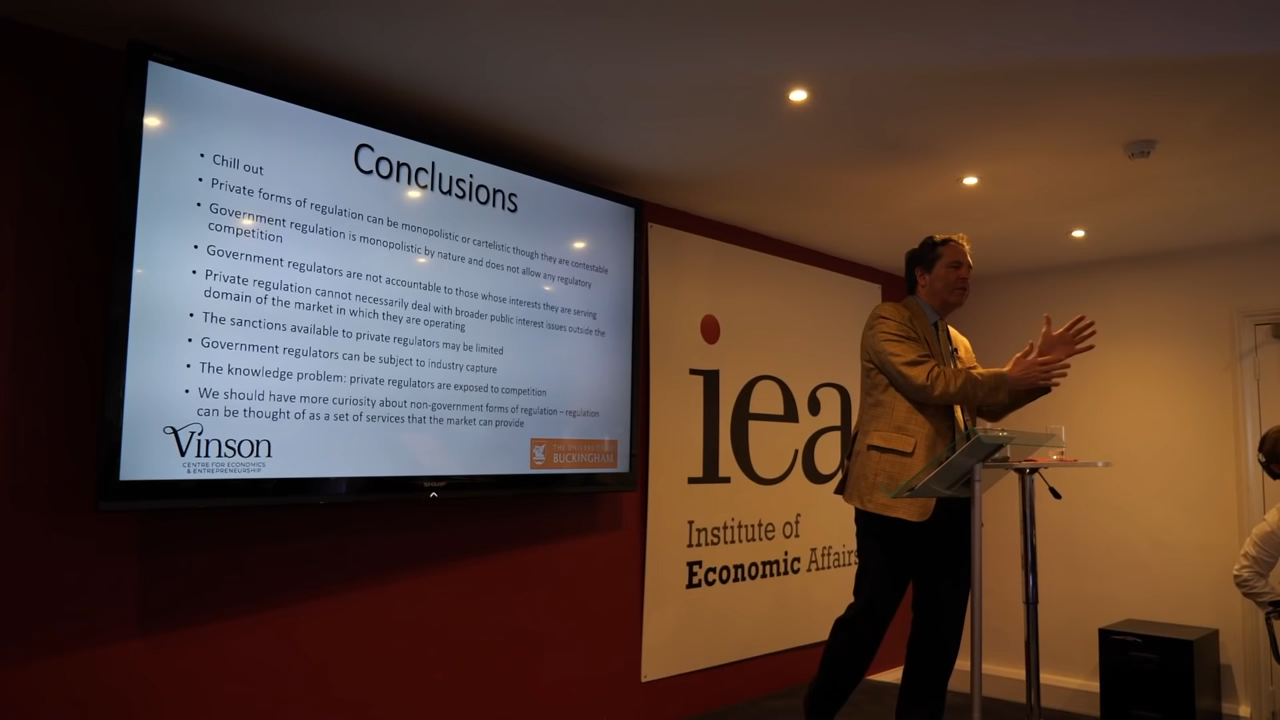 Conclusions
• Chill out
• Private forms of regulation can be monopolistic or cartelistic though they are contestable
• Government regulation is monopolistic by nature and does not allow any regulatory
competition
• Government regulators are not accountable to those whose interests they are serving
• Private regulation cannot necessarily deal with broader public interest issues outside the
domain of the market in which they are operating
• The sanctions available to private regulators may be limited
• Government regulators can be subject to industry capture
• The knowledge problem: private regulators are exposed to competition
• We should have more curiosity about non-government forms of regulation – regulation
can be thought of as a set of services that the market can provide
Vinson
CENTRE FOR ECONOMICS
& ENTREPRENEURSHIP
THE UNIVERSITY OF
BUCKINGHAM
SHARP
iea
Institute of
Economic Affairs